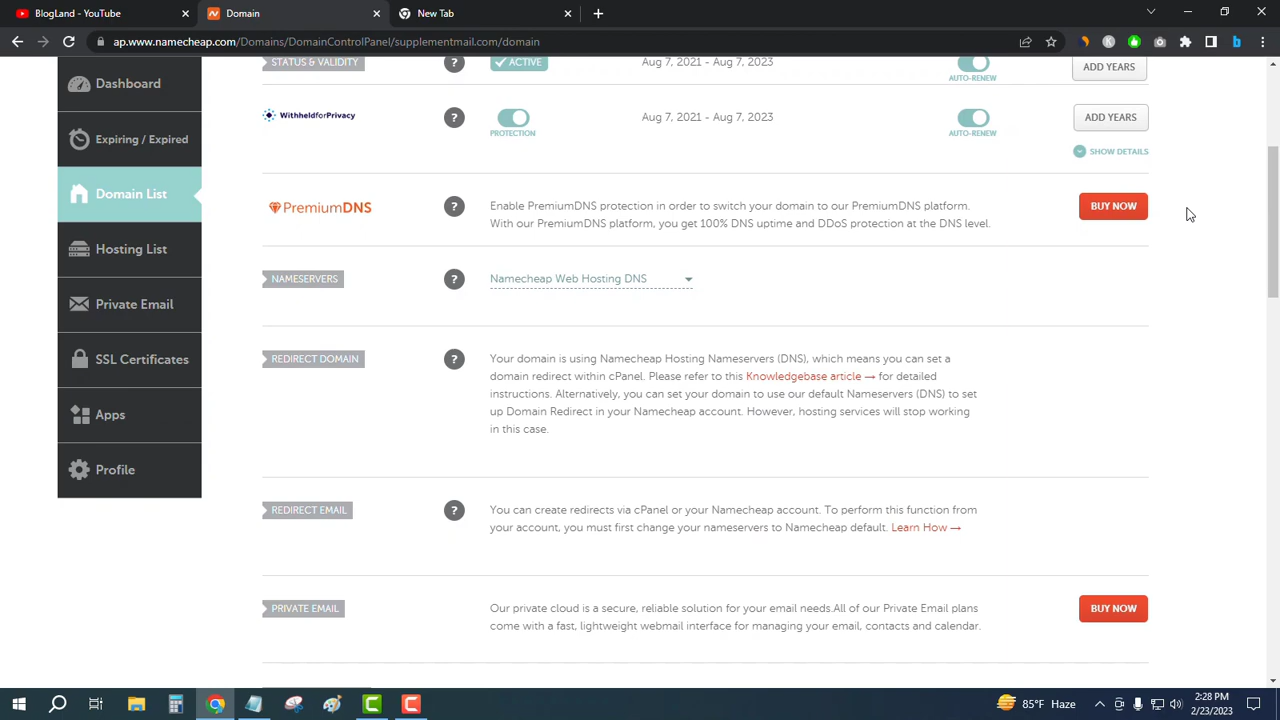 BlogLand - YouTube
Domain
New Tab
ap.www.namecheap.com/Domains/DomainControlPanel/supplementemail.com/domain
STATUS & VALIDITY
?
ACTIVE
Aug 7, 2021 - Aug 7, 2023
AUTO-RENEW
ADD YEARS
Dashboard
WithheldforPrivacy
?
PROTECTION
Aug 7, 2021 - Aug 7, 2023
AUTO-RENEW
ADD YEARS
SHOW DETAILS
Expiring / Expired
Domain List
PremiumDNS
?
Enable PremiumDNS protection in order to switch your domain to our PremiumDNS platform.
With our PremiumDNS platform, you get 100% DNS uptime and DDoS protection at the DNS level.
BUY NOW
Hosting List
NAMESERVERS
?
Namecheap Web Hosting DNS
Private Email
SSL Certificates
REDIRECT DOMAIN
?
Your domain is using Namecheap Hosting Nameservers (DNS), which means you can set a
domain redirect within cPanel. Please refer to this Knowledgebase article → for detailed
instructions. Alternatively, you can set your domain to use our default Nameservers (DNS) to set
up Domain Redirect in your Namecheap account. However, hosting services will stop working
in this case.
Apps
Profile
REDIRECT EMAIL
?
You can create redirects via cPanel or your Namecheap account. To perform this function from
your account, you must first change your nameservers to Namecheap default. Learn How →
PRIVATE EMAIL
?
Our private cloud is a secure, reliable solution for your email needs.All of our Private Email plans
come with a fast, lightweight webmail interface for managing your email, contacts and calendar.
BUY NOW
85°F Haze
2:28 PM
2/23/2023